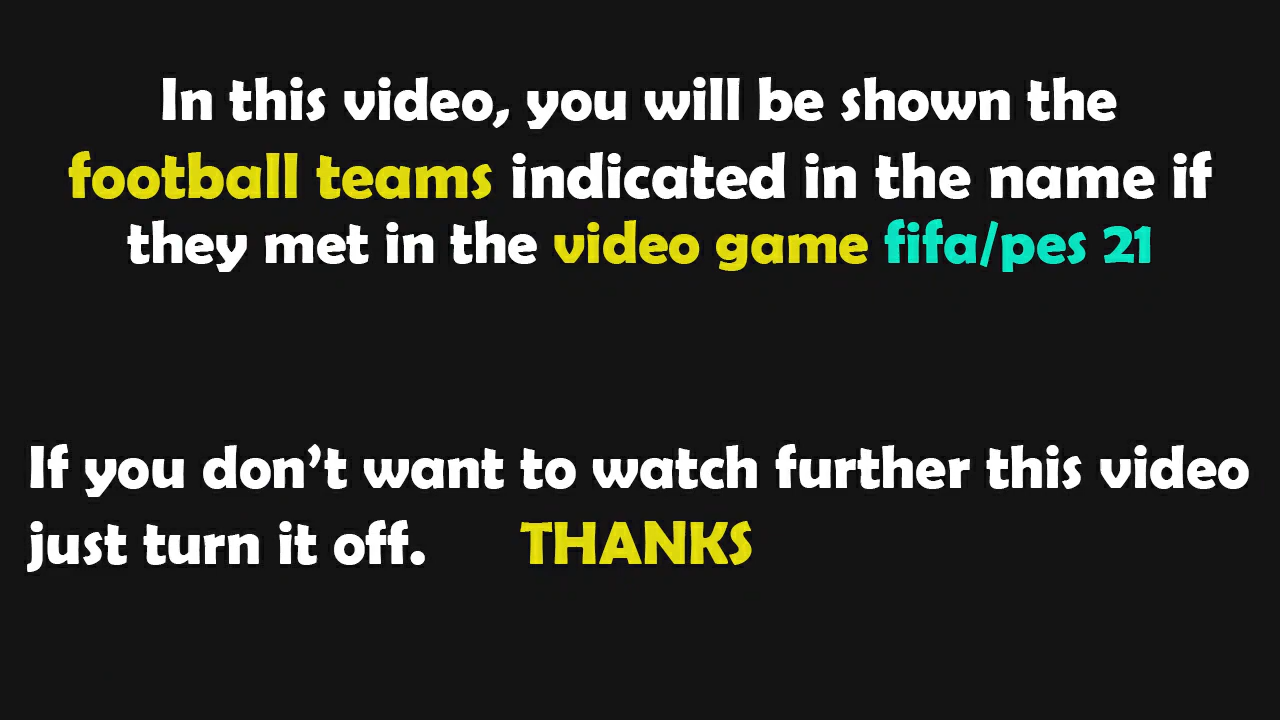 In this video, you will be shown the
football teams indicated in the name if
they met in the video game fifa/pes 21
If you don’t want to watch further this video
just turn it off. THANKS